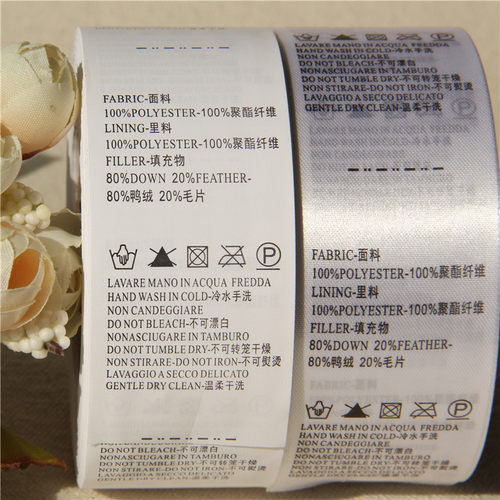 FABRIC-面料
100%POLYESTER-100%聚酯纤维
LINING-里料
100%POLYESTER-100%聚酯纤维
FILLER-填充物
80%DOWN 20%FEATHER-
80%鸭绒 20%毛片
P
LAVARE MANO IN ACQUA FREDDA
HAND WASH IN COLD-冷水手洗
NON CANDEGGIARE
DO NOT BLEACH-不可漂白
NONASCIUGARE IN TAMBURO
DO NOT TUMBLE DRY-不可转笼干燥
NON STIRARE-DO NOT IRON-不可熨烫
LAVAGGIO A SECCO DELICATO
GENTLE DRY CLEAN-温柔干洗
DO NOT BLEACH-不可漂白
NONASCIUGARE IN TAMBURO
DO NOT TUMBLE DRY-不可转笼干燥
LAVARE MANO IN ACQUA FREDDA
HAND WASH IN COLD-冷水手洗
NON CANDEGGIARE
DO NOT BLEACH-不可漂白
NONASCIUGARE IN TAMBURO
DO NOT TUMBLE DRY-不可转笼干燥
NON STIRARE-DO NOT IRON-不可熨烫
LAVAGGIO A SECCO DELICATO
GENTLE DRY CLEAN-温柔干洗
FABRIC-面料
100%POLYESTER-100%聚酯纤维
LINING-里料
100%POLYESTER-100%聚酯纤维
FILLER-填充物
80%DOWN 20%FEATHER-
80%鸭绒 20%毛片
P
LAVARE MANO IN ACQUA FREDDA
HAND WASH IN COLD-冷水手洗
NON CANDEGGIARE
DO NOT BLEACH-不可漂白
NONASCIUGARE IN TAMBURO